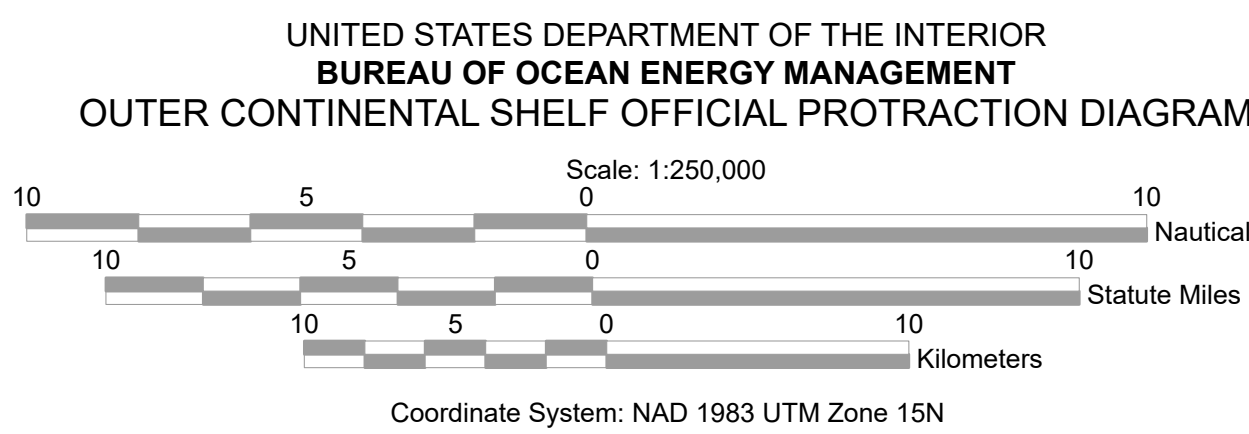 UNITED STATES DEPARTMENT OF THE INTERIOR
BUREAU OF OCEAN ENERGY MANAGEMENT
OUTER CONTINENTAL SHELF OFFICIAL PROTRACTION DIAGRAM
Scale: 1:250,000
10 5 0 10
Nautical
10 5 0 10
Statute Miles
10 5 0 10
Kilometers
Coordinate System: NAD 1983 UTM Zone 15N